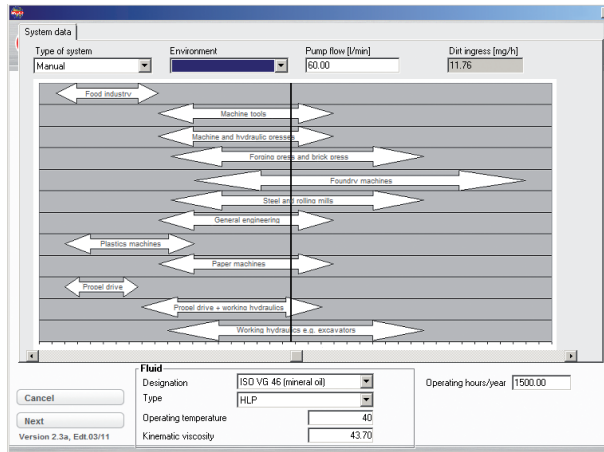 System data
Type of system
Environment
Pump flow [l/min]
Dirt ingress [mg/h]
Manual
60.00
11.76
Food industry
Machine tools
Machine and hydraulic presses
Forging press and brick press
Foundry machines
Steel and rolling mills
General engineering
Plastics machines
Paper machines
Propel drive
Propel drive + working hydraulics
Working hydraulics e.g. excavators
Fluid
Designation
ISO VG 46 (mineral oil)
Operating hours/year
1500.00
Cancel
Type
HLP
Next
Operating temperature
40
Version 2.3a, Edt.03/11
Kinematic viscosity
43.70